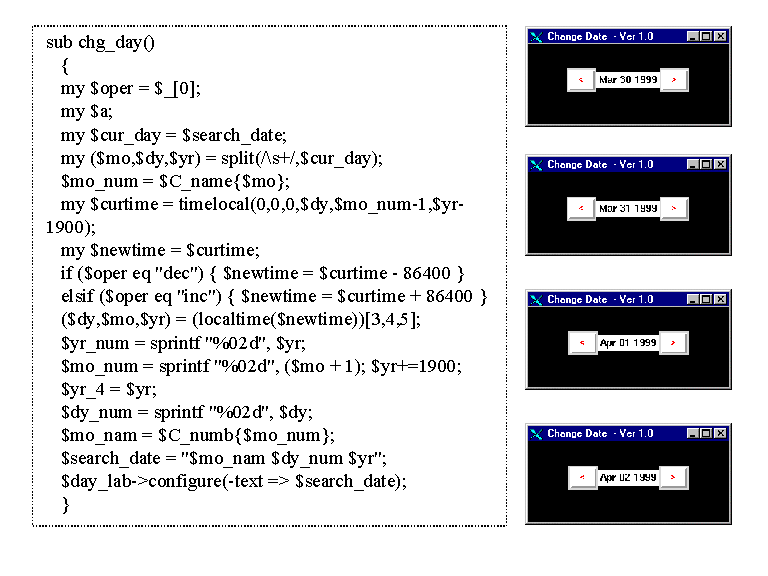 sub chg_day()
{
my $oper = $_[0];
my $a;
my $cur_day = $search_date;
my ($mo,$dy,$yr) = split(/\s+/,$cur_day);
$mo_num = $C_name{$mo};
my $curtime = timelocal(0,0,0,$dy,$mo_num-1,$yr-
1900);
my $newtime = $curtime;
if ($oper eq "dec") { $newtime = $curtime - 86400 }
elsif ($oper eq "inc") { $newtime = $curtime + 86400 }
($dy,$mo,$yr) = (localtime($newtime))[3,4,5];
$yr_num = sprintf "%02d", $yr;
$mo_num = sprintf "%02d", ($mo + 1); $yr+=1900;
$yr_4 = $yr;
$dy_num = sprintf "%02d", $dy;
$mo_nam = $C_numb{$mo_num};
$search_date = "$mo_nam $dy_num $yr";
$day_lab->configure(-text => $search_date);
}
Change Date - Ver 1.0
< Mar 30 1999 >
Change Date - Ver 1.0
< Mar 31 1999 >
Change Date - Ver 1.0
< Apr 01 1999 >
Change Date - Ver 1.0
< Apr 02 1999 >